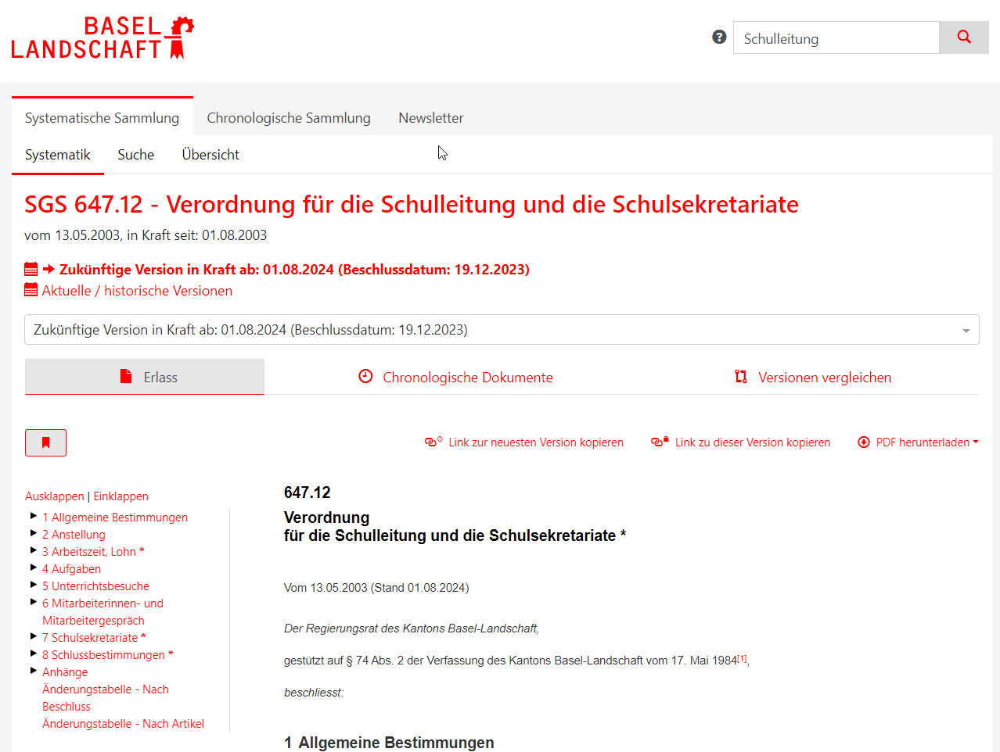 BASEL
LANDSCHAFT
Schulleitung
Systematische Sammlung Chronologische Sammlung Newsletter
Systematik Suche Übersicht
SGS 647.12 - Verordnung für die Schulleitung und die Schulsekretariate
vom 13.05.2003, in Kraft seit: 01.08.2003
Zukünftige Version in Kraft ab: 01.08.2024 (Beschlussdatum: 19.12.2023)
Aktuelle / historische Versionen
Zukünftige Version in Kraft ab: 01.08.2024 (Beschlussdatum: 19.12.2023)
Erlass Chronologische Dokumente Versionen vergleichen
Link zur neuesten Version kopieren Link zu dieser Version kopieren PDF herunterladen
Ausklappen | Einklappen
1 Allgemeine Bestimmungen
2 Anstellung
3 Arbeitszeit, Lohn *
4 Aufgaben
5 Unterrichtsbesuche
6 Mitarbeiterinnen- und
Mitarbeitergespräch
7 Schulsekretariate *
8 Schlussbestimmungen *
Anhänge
Änderungstabelle - Nach
Beschluss
Änderungstabelle - Nach Artikel
647.12
Verordnung
für die Schulleitung und die Schulsekretariate *
Vom 13.05.2003 (Stand 01.08.2024)
Der Regierungsrat des Kantons Basel-Landschaft,
gestützt auf § 74 Abs. 2 der Verfassung des Kantons Basel-Landschaft vom 17. Mai 1984[1],
beschliesst:
1 Allgemeine Bestimmungen